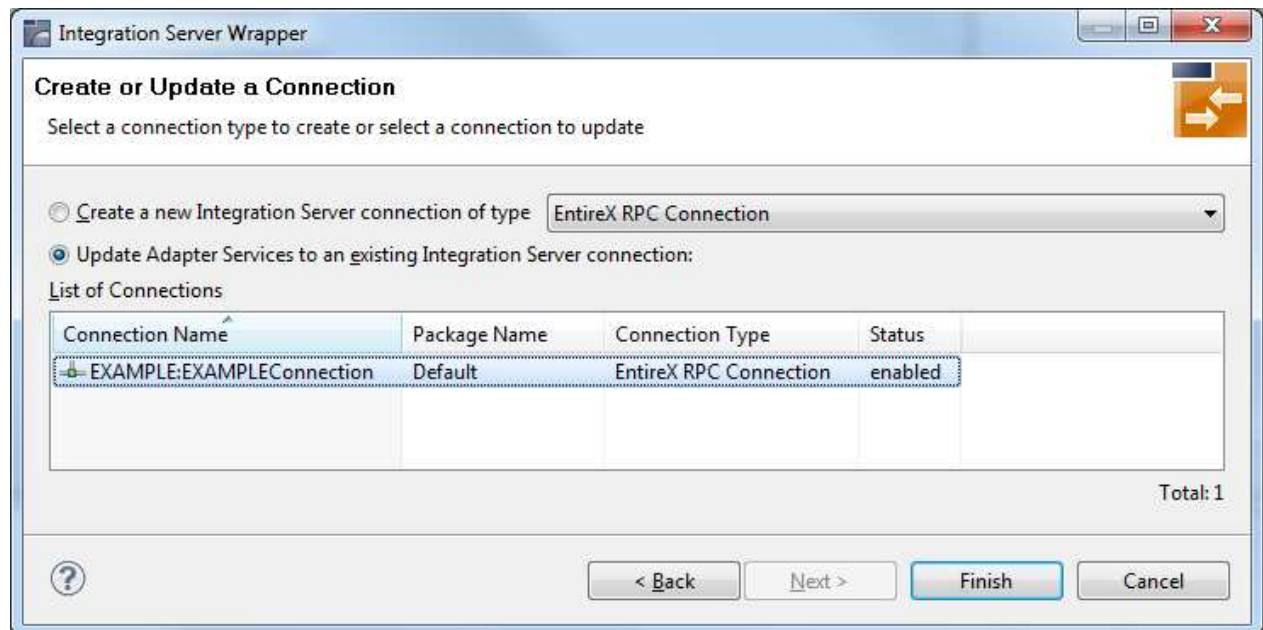 Integration Server Wrapper
Create or Update a Connection
Select a connection type to create or select a connection to update
Create a new Integration Server connection of type EntireX RPC Connection
Update Adapter Services to an existing Integration Server connection:
List of Connections
Connection Name Package Name Connection Type Status
EXAMPLE:EXAMPLEConnection Default EntireX RPC Connection enabled
Total: 1
? < Back Next > Finish Cancel